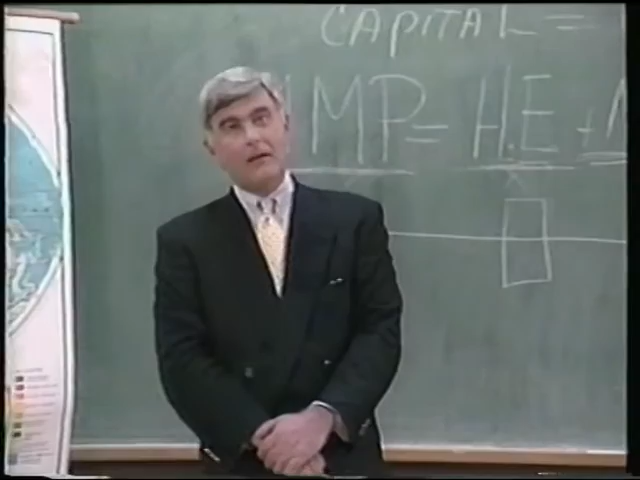 CAPITAL =
MP = H.E + N